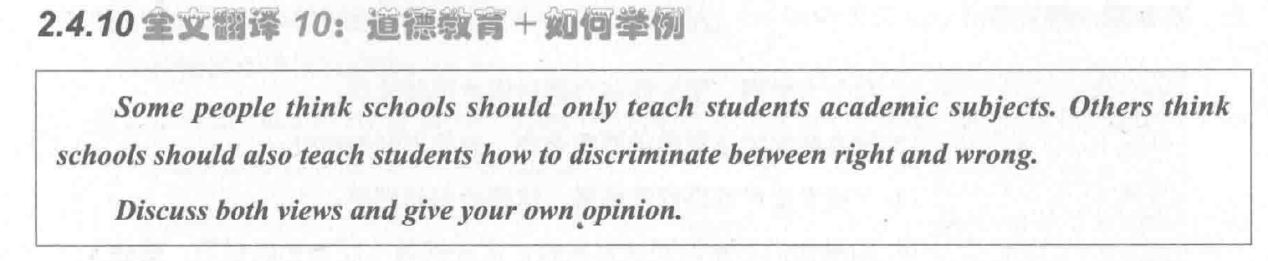 2.4.10 全文翻译 10：道德教育＋如何举例
Some people think schools should only teach students academic subjects. Others think
schools should also teach students how to discriminate between right and wrong.
Discuss both views and give your own opinion.